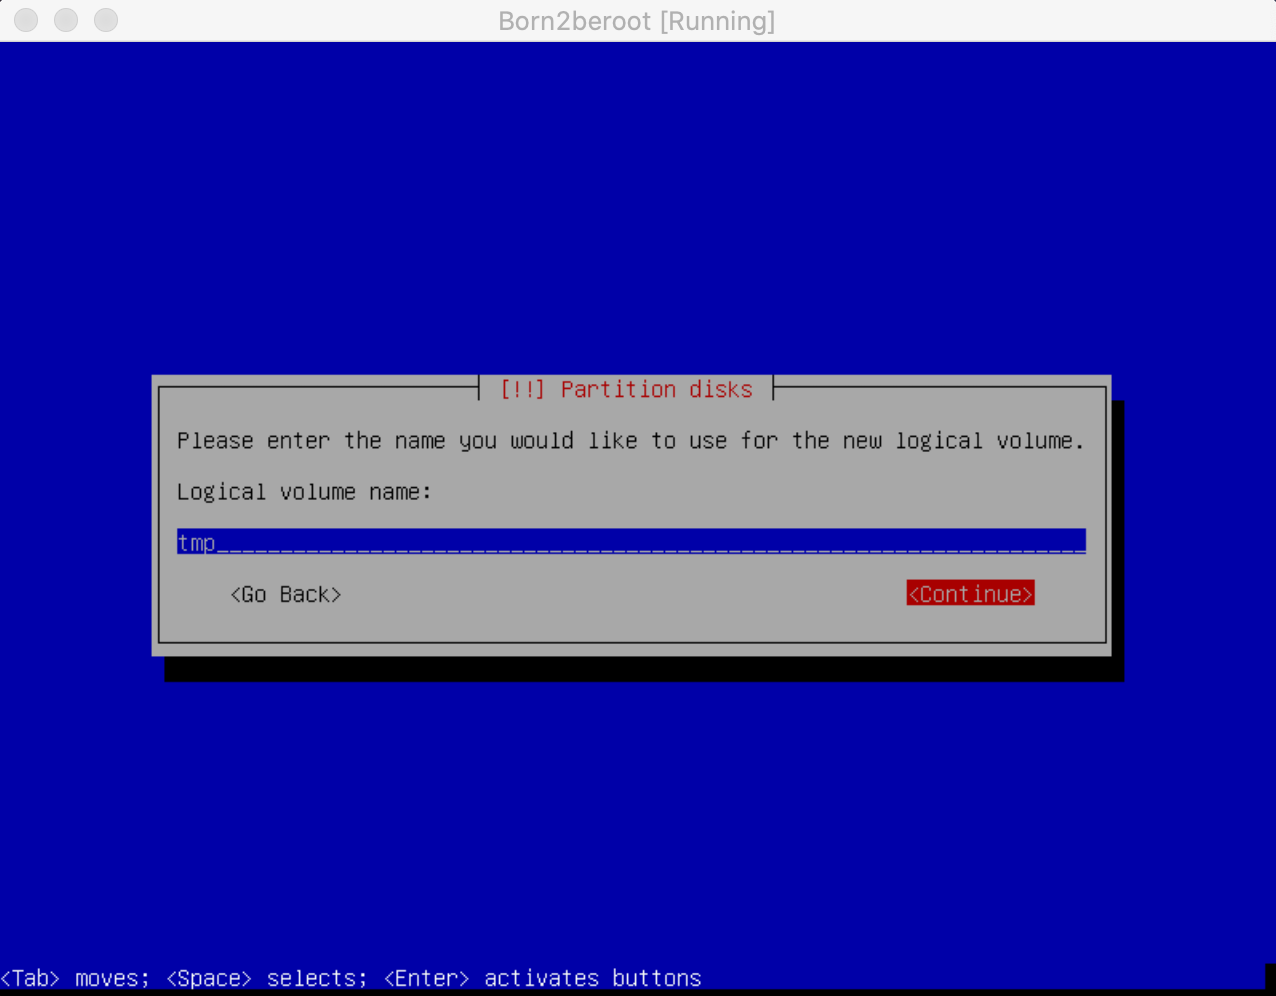 Born2beroot [Running]
[!!] Partition disks
Please enter the name you would like to use for the new logical volume.
Logical volume name:
tmp_____________________________________________________________________
<Go Back> <Continue>
<Tab> moves; <Space> selects; <Enter> activates buttons